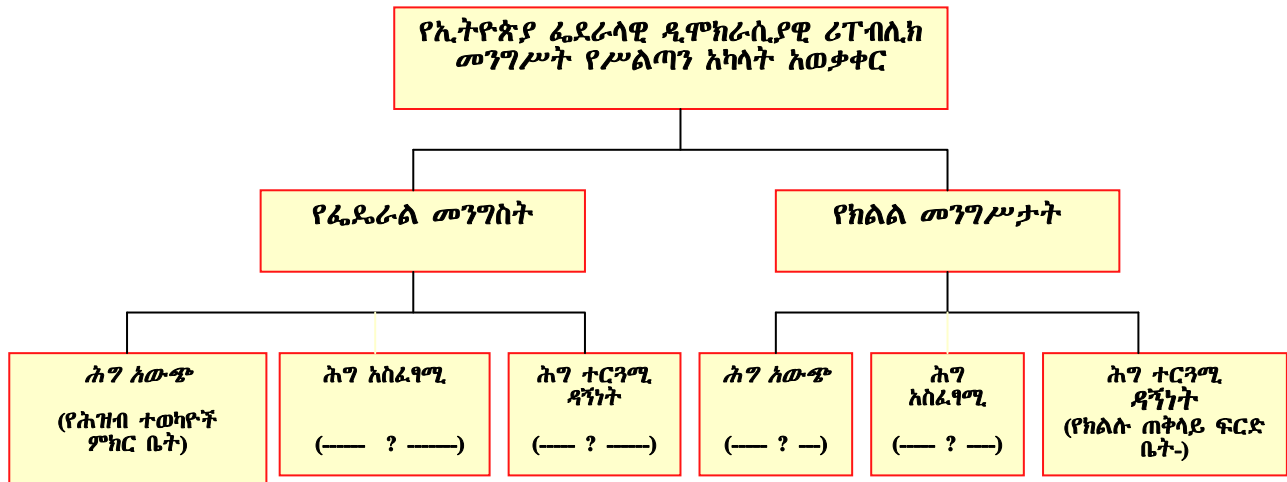 የኢትዮጵያ ፌደራላዊ ዲሞክራሲያዊ ሪፐብሊክ
መንግሥት የሥልጣን አካላት አወቃቀር
የፌዴራል መንግስት
የክልል መንግሥታት
ሕግ አውጭ
(የሕዝብ ተወካዮች
ምክር ቤት)
ሕግ አስፈፃሚ
(------ ? -------)
ሕግ ተርጓሚ
ዳኝነት
(----- ? ------)
ሕግ አውጭ
(----- ? ---)
ሕግ
አስፈፃሚ
(----- ? ----)
ሕግ ተርጓሚ
ዳኝነት
(የክልሉ ጠቅላይ ፍርድ
ቤት-)